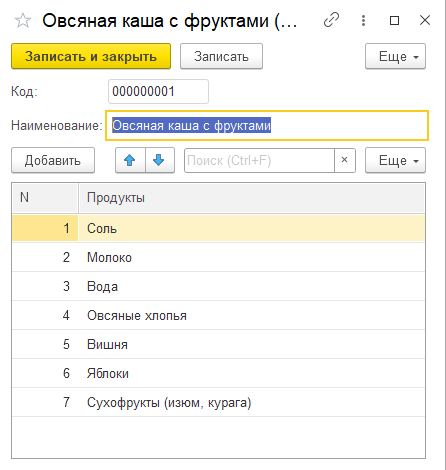 Овсяная каша с фруктами (...
Записать и закрыть Записать Еще
Код: 000000001
Наименование: Овсяная каша с фруктами
Добавить Поиск (Ctrl+F) × Еще
N Продукты
1 Соль
2 Молоко
3 Вода
4 Овсяные хлопья
5 Вишня
6 Яблоки
7 Сухофрукты (изюм, курага)